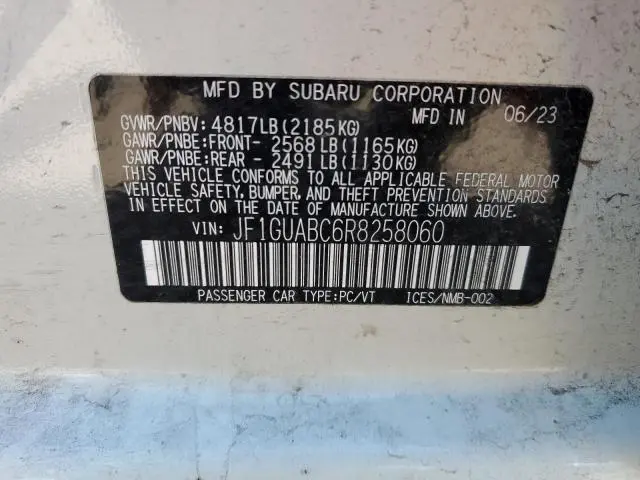 MFD BY SUBARU CORPORATION
MFD IN 06/23
GVWR/PNBV: 4817LB(2185KG)
GAWR/PNBE:FRONT- 2568LB(1165KG)
GAWR/PNBE:REAR - 2491LB(1130KG)
THIS VEHICLE CONFORMS TO ALL APPLICABLE FEDERAL MOTOR
VEHICLE SAFETY, BUMPER, AND THEFT PREVENTION STANDARDS
IN EFFECT ON THE DATE OF MANUFACTURE SHOWN ABOVE.
VIN: JF1GUABC6R8258060
PASSENGER CAR TYPE:PC/VT ICES/NMB-002